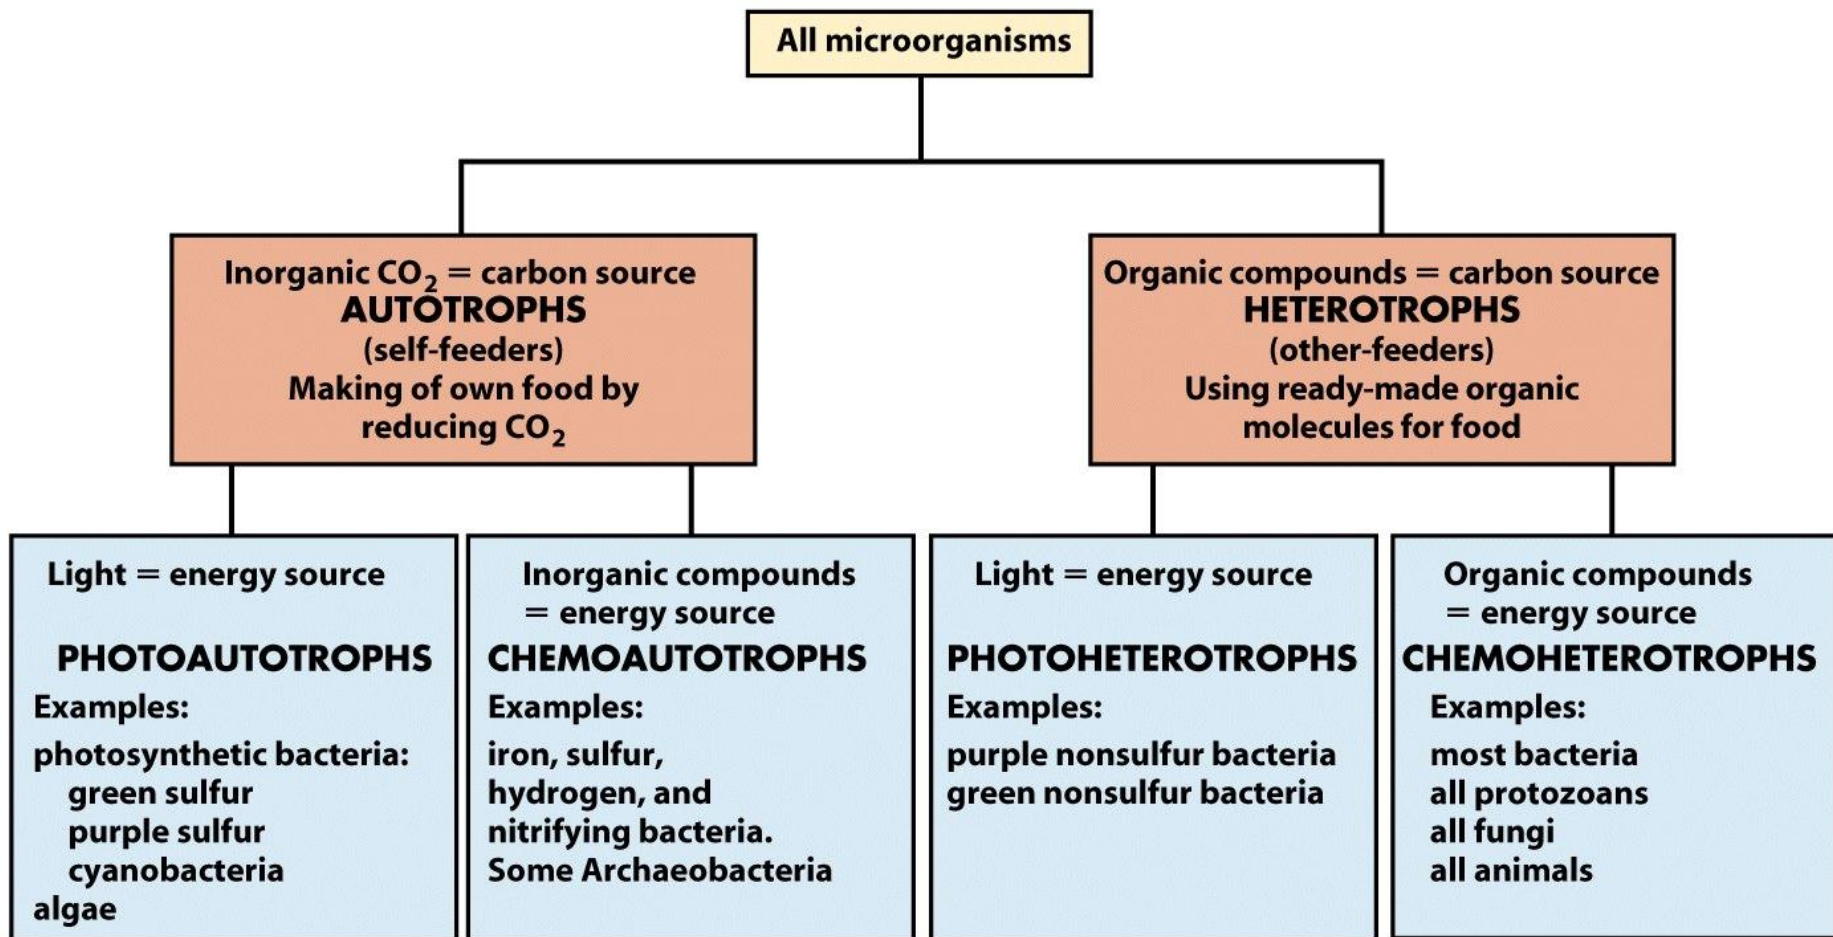 All microorganisms
Inorganic CO₂ = carbon source
AUTOTROPHS
(self-feeders)
Making of own food by
reducing CO₂
Organic compounds = carbon source
HETEROTROPHS
(other-feeders)
Using ready-made organic
molecules for food
Light = energy source
PHOTOAUTOTROPHS
Examples:
photosynthetic bacteria:
green sulfur
purple sulfur
cyanobacteria
algae
Inorganic compounds
= energy source
CHEMOAUTOTROPHS
Examples:
iron, sulfur,
hydrogen, and
nitrifying bacteria.
Some Archaeobacteria
Light = energy source
PHOTOHETEROTROPHS
Examples:
purple nonsulfur bacteria
green nonsulfur bacteria
Organic compounds
= energy source
CHEMOHETEROTROPHS
Examples:
most bacteria
all protozoans
all fungi
all animals